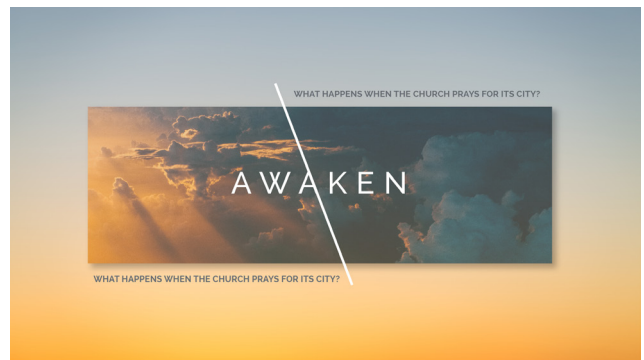 WHAT HAPPENS WHEN THE CHURCH PRAYS FOR ITS CITY?
AWAKEN
WHAT HAPPENS WHEN THE CHURCH PRAYS FOR ITS CITY?